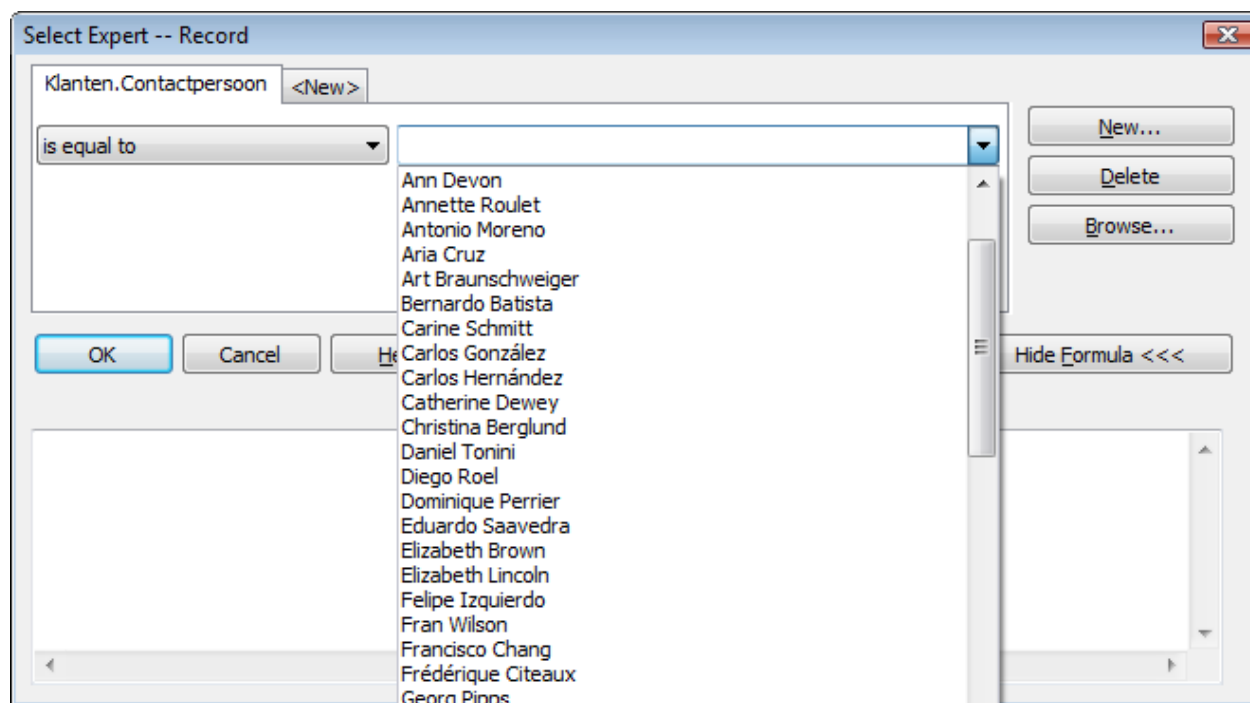 Select Expert -- Record
Klanten.Contactpersoon <New>
is equal to
New...
Delete
Browse...
Ann Devon
Annette Roulet
Antonio Moreno
Aria Cruz
Art Braunschweiger
Bernardo Batista
Carine Schmitt
Carlos González
Carlos Hernández
Catherine Dewey
Christina Berglund
Daniel Tonini
Diego Roel
Dominique Perrier
Eduardo Saavedra
Elizabeth Brown
Elizabeth Lincoln
Felipe Izquierdo
Fran Wilson
Francisco Chang
Frédérique Citeaux
Georg Pipps
OK Cancel Hide Formula <<<